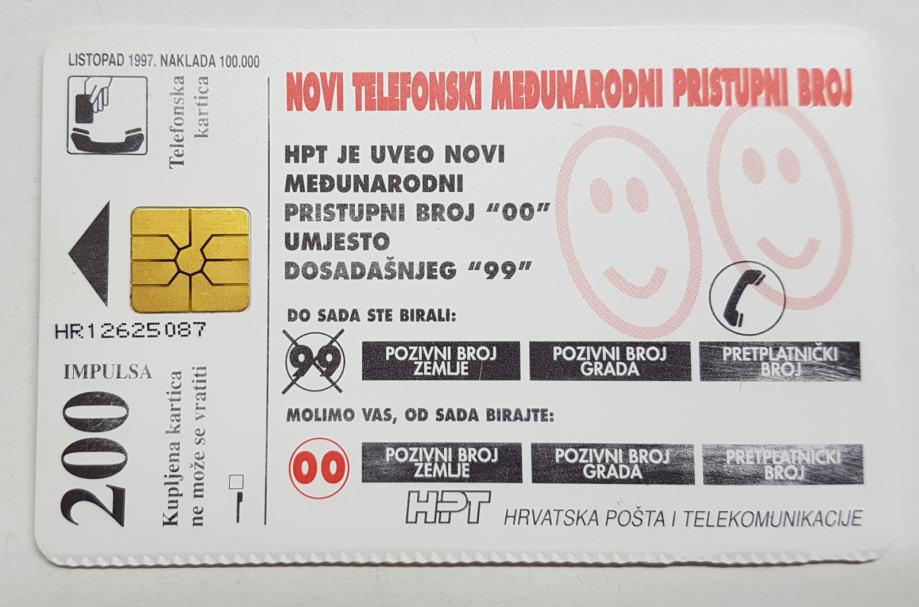 LISTOPAD 1997. NAKLADA 100.000
Telefonska
kartica
HR12625087
IMPULSA
200
Kupljena kartica
ne može se vratiti
NOVI TELEFONSKI MEĐUNARODNI PRISTUPNI BROJ
HPT JE UVEO NOVI
MEĐUNARODNI
PRISTUPNI BROJ “00”
UMJESTO
DOSADAŠNJEG “99”
DO SADA STE BIRALI:
99
POZIVNI BROJ
ZEMLJE
POZIVNI BROJ
GRADA
PRETPLATNIČKI
BROJ
MOLIMO VAS, OD SADA BIRAJTE:
00
POZIVNI BROJ
ZEMLJE
POZIVNI BROJ
GRADA
PRETPLATNIČKI
BROJ
HPT HRVATSKA POŠTA I TELEKOMUNIKACIJE